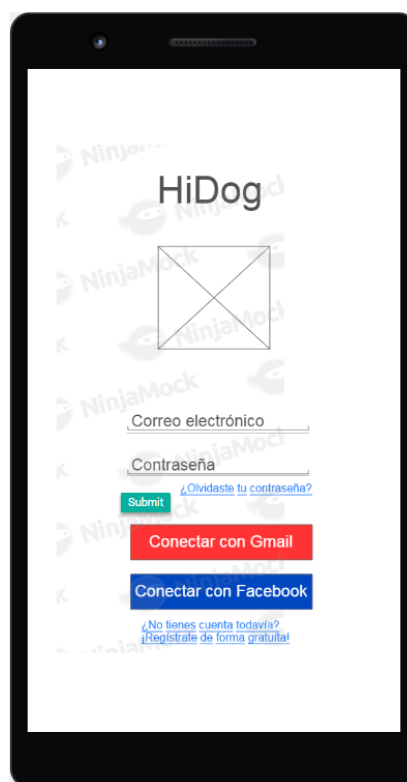 HiDog
NinjaMock
Correo electrónico
Contraseña
¿Olvidaste tu contraseña?
Submit
Conectar con Gmail
Conectar con Facebook
¿No tienes cuenta todavía?
¡Regístrate de forma gratuita!